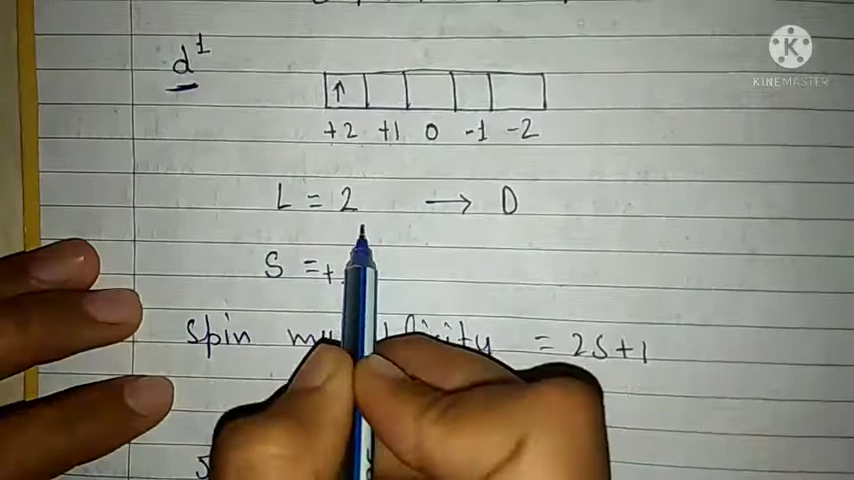 d¹
↑
+2 +1 0 -1 -2
L = 2 → D
S = +
spin = 2S+1
KINEMASTER